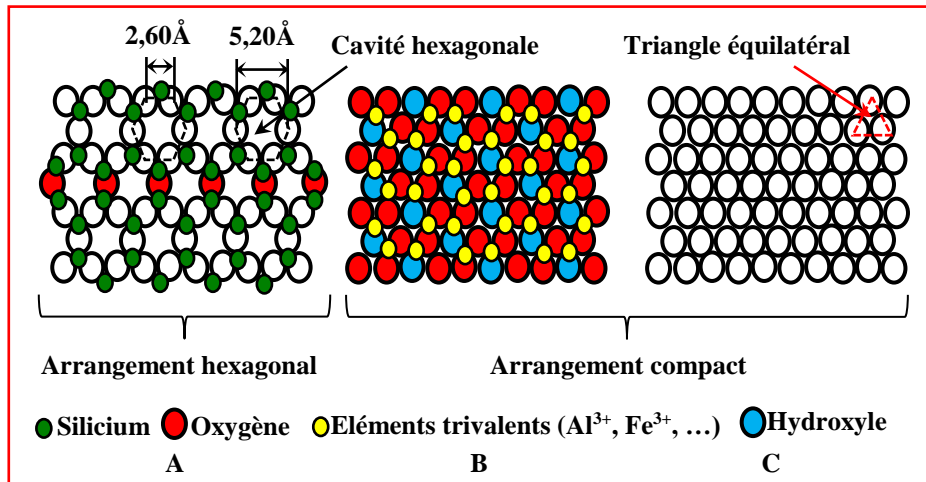 2,60Å 5,20Å Cavité hexagonale Triangle équilatéral
Arrangement hexagonal Arrangement compact
Silicium Oxygène Eléments trivalents (Al³⁺, Fe³⁺, …) Hydroxyle
A B C